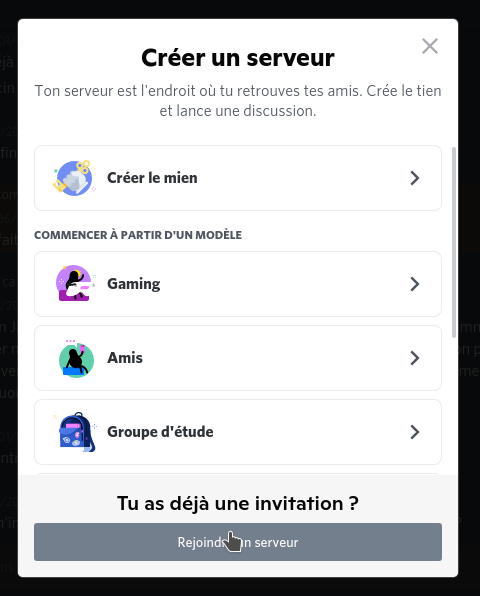 Créer un serveur
Ton serveur est l'endroit où tu retrouves tes amis. Crée le tien
et lance une discussion.
Créer le mien
COMMENCER À PARTIR D'UN MODÈLE
Gaming
Amis
Groupe d'étude
Tu as déjà une invitation ?
Rejoindre un serveur